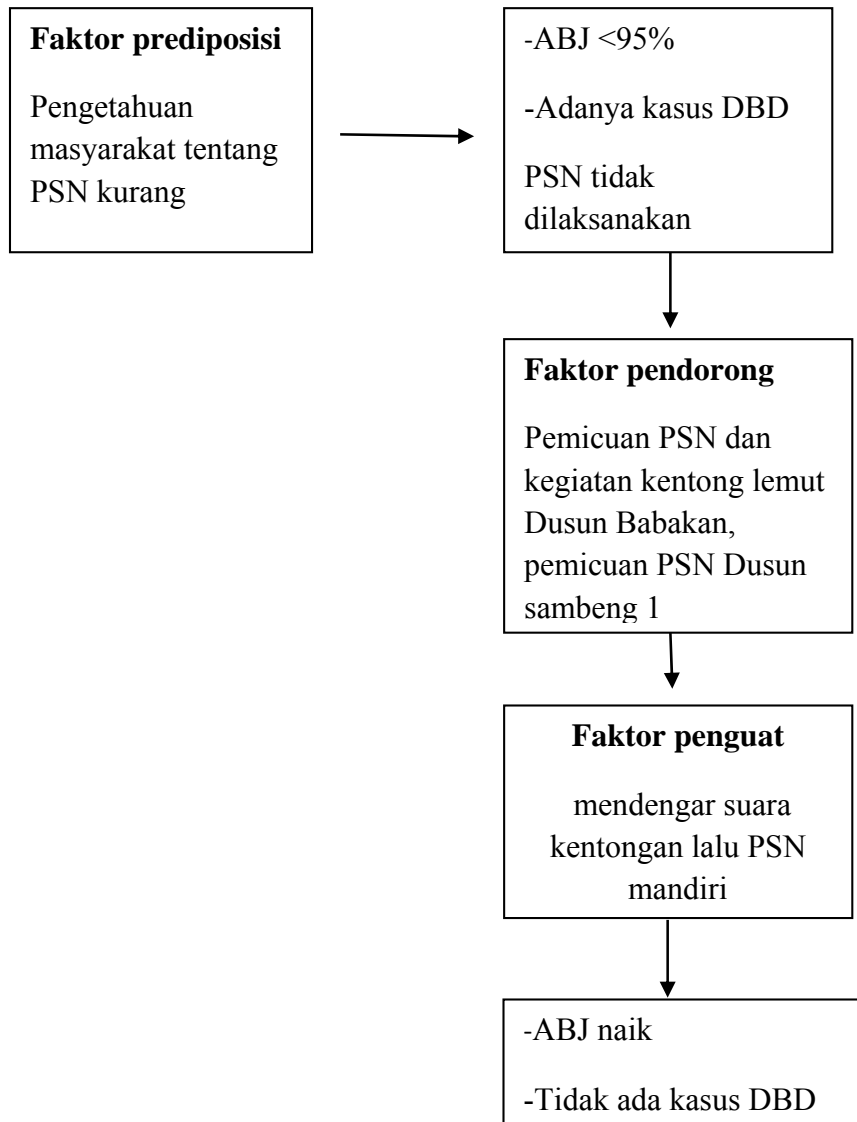 Faktor prediposisi
Pengetahuan
masyarakat tentang
PSN kurang
-ABJ <95%
-Adanya kasus DBD
PSN tidak
dilaksanakan
Faktor pendorong
Pemicuan PSN dan
kegiatan kentong lemut
Dusun Babakan,
pemicuan PSN Dusun
sambeng 1
Faktor penguat
mendengar suara
kentongan lalu PSN
mandiri
-ABJ naik
-Tidak ada kasus DBD